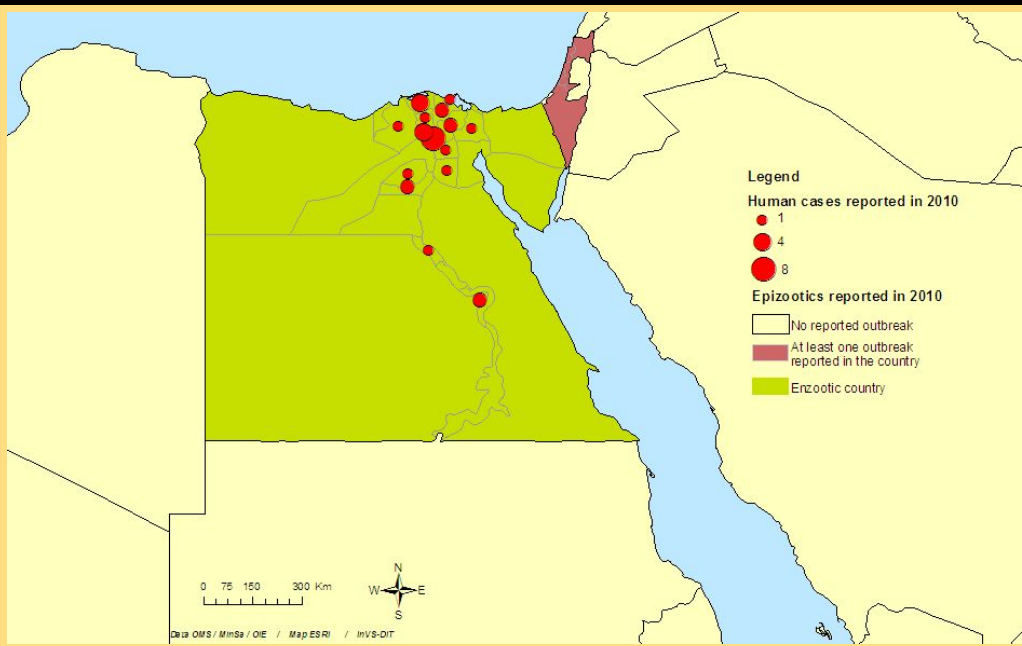 Legend
Human cases reported in 2010
1
4
8
Epizootics reported in 2010
No reported outbreak
At least one outbreak
reported in the country
Enzootic country
N
W E
S
0 75 150 300 Km
Data OMS / MinSa / OIE / Map ESRI / InVS-DIT